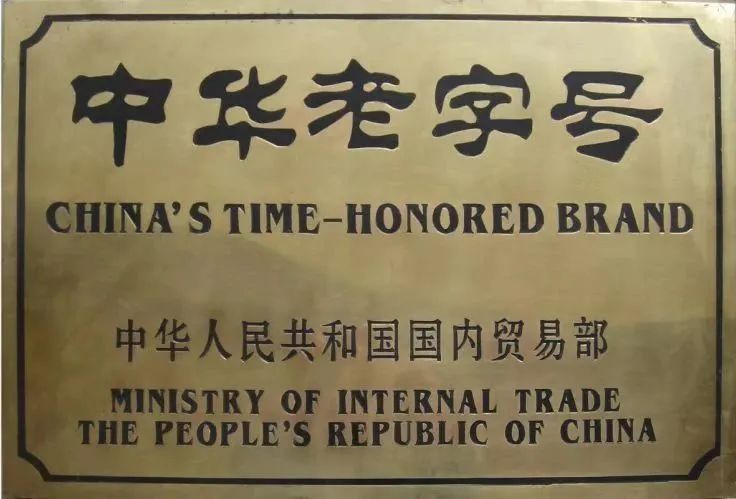 中华老字号
CHINA'S TIME-HONORED BRAND
中华人民共和国国内贸易部
MINISTRY OF INTERNAL TRADE
THE PEOPLE'S REPUBLIC OF CHINA